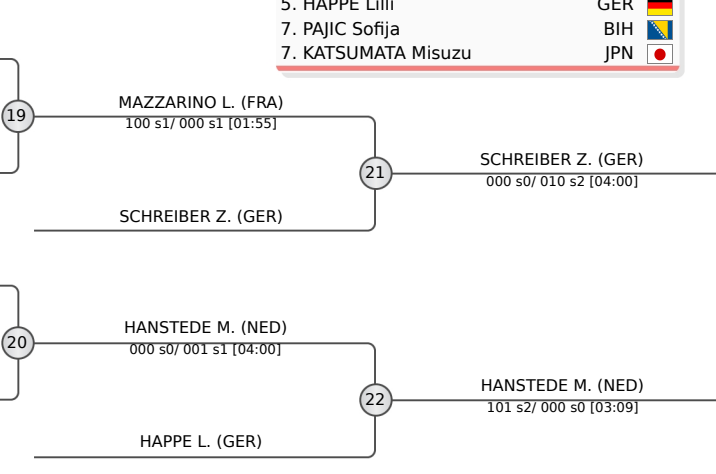 5. HAPPE Lilli GER
7. PAJIC Sofija BIH
7. KATSUMATA Misuzu JPN
19
MAZZARINO L. (FRA)
100 s1/ 000 s1 [01:55]
21
SCHREIBER Z. (GER)
000 s0/ 010 s2 [04:00]
SCHREIBER Z. (GER)
20
HANSTEDE M. (NED)
000 s0/ 001 s1 [04:00]
22
HANSTEDE M. (NED)
101 s2/ 000 s0 [03:09]
HAPPE L. (GER)